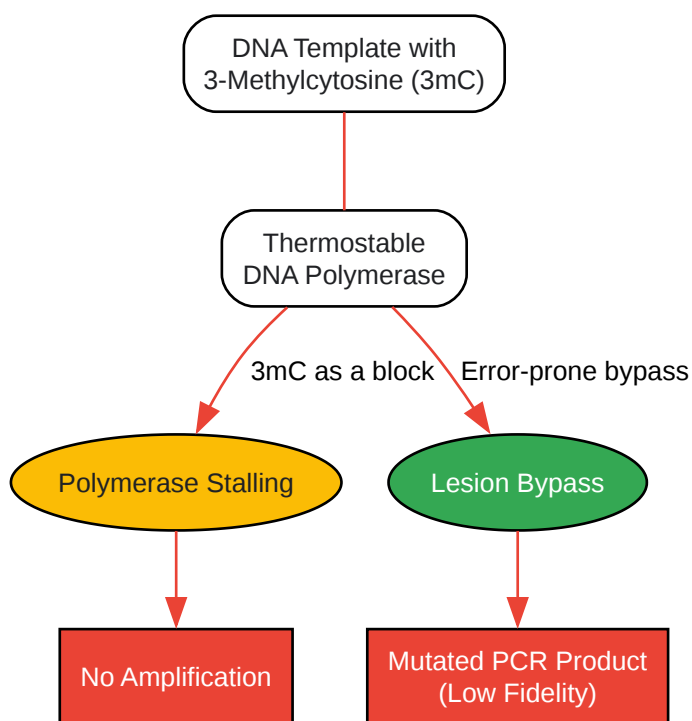 DNA Template with
3-Methylcytosine (3mC)
Thermostable
DNA Polymerase
3mC as a block
Error-prone bypass
Polymerase Stalling
Lesion Bypass
No Amplification
Mutated PCR Product
(Low Fidelity)